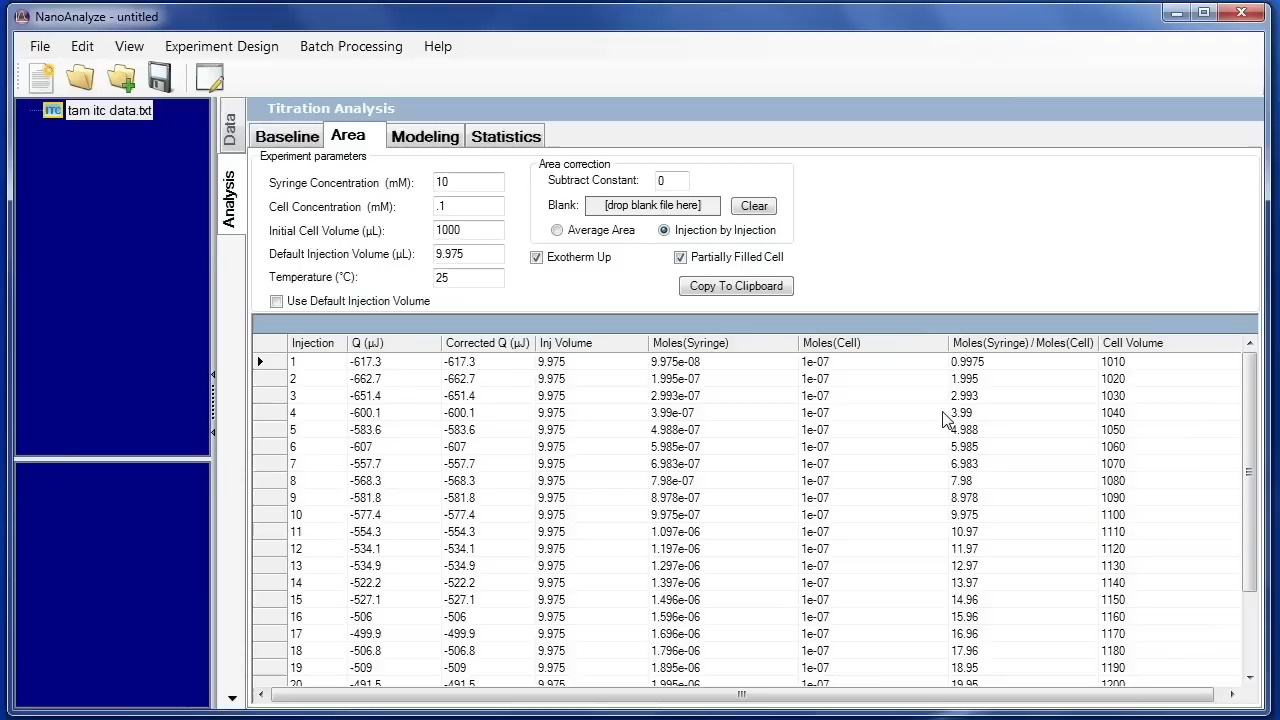 NanoAnalyze - untitled
File Edit View Experiment Design Batch Processing Help
itc tam itc data.txt
Data
Analysis
Titration Analysis
Baseline Area Modeling Statistics
Experiment parameters
Syringe Concentration (mM): 10
Cell Concentration (mM): .1
Initial Cell Volume (µL): 1000
Default Injection Volume (µL): 9.975
Temperature (°C): 25
Use Default Injection Volume
Area correction
Subtract Constant: 0
Blank: [drop blank file here] Clear
Average Area Injection by Injection
Exotherm Up Partially Filled Cell
Copy To Clipboard
Injection Q (µJ) Corrected Q (µJ) Inj Volume Moles(Syringe) Moles(Cell) Moles(Syringe) / Moles(Cell) Cell Volume
1 -617.3 -617.3 9.975 9.975e-08 1e-07 0.9975 1010
2 -662.7 -662.7 9.975 1.995e-07 1e-07 1.995 1020
3 -651.4 -651.4 9.975 2.993e-07 1e-07 2.993 1030
4 -600.1 -600.1 9.975 3.99e-07 1e-07 3.99 1040
5 -583.6 -583.6 9.975 4.988e-07 1e-07 4.988 1050
6 -607 -607 9.975 5.985e-07 1e-07 5.985 1060
7 -557.7 -557.7 9.975 6.983e-07 1e-07 6.983 1070
8 -568.3 -568.3 9.975 7.98e-07 1e-07 7.98 1080
9 -581.8 -581.8 9.975 8.978e-07 1e-07 8.978 1090
10 -577.4 -577.4 9.975 9.975e-07 1e-07 9.975 1100
11 -554.3 -554.3 9.975 1.097e-06 1e-07 10.97 1110
12 -534.1 -534.1 9.975 1.197e-06 1e-07 11.97 1120
13 -534.9 -534.9 9.975 1.297e-06 1e-07 12.97 1130
14 -522.2 -522.2 9.975 1.397e-06 1e-07 13.97 1140
15 -527.1 -527.1 9.975 1.496e-06 1e-07 14.96 1150
16 -506 -506 9.975 1.596e-06 1e-07 15.96 1160
17 -499.9 -499.9 9.975 1.696e-06 1e-07 16.96 1170
18 -506.8 -506.8 9.975 1.796e-06 1e-07 17.96 1180
19 -509 -509 9.975 1.895e-06 1e-07 18.95 1190
20 -491.5 -491.5 9.975 1.995e-06 1e-07 19.95 1200